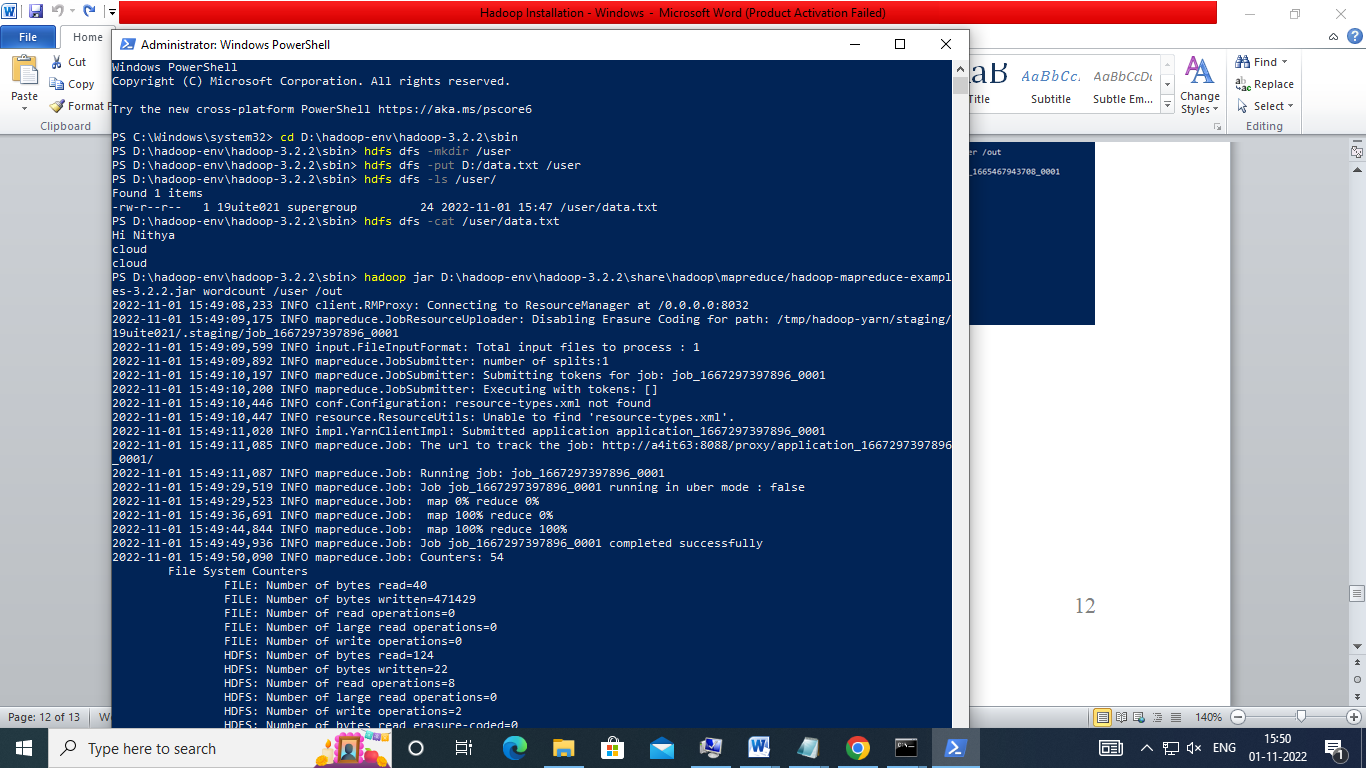 Hadoop Installation - Windows - Microsoft Word (Product Activation Failed)
File
Home
Cut
Copy
Format
Paste
Clipboard
Title
AaBbCc.
Subtitle
AaBbCcDc
Subtle Em...
Change
Styles
Find
Replace
Select
Editing
Administrator: Windows PowerShell
Windows PowerShell
Copyright (C) Microsoft Corporation. All rights reserved.
Try the new cross-platform PowerShell https://aka.ms/pscore6
PS C:\Windows\system32> cd D:\hadoop-env\hadoop-3.2.2\sbin
PS D:\hadoop-env\hadoop-3.2.2\sbin> hdfs dfs -mkdir /user
PS D:\hadoop-env\hadoop-3.2.2\sbin> hdfs dfs -put D:/data.txt /user
PS D:\hadoop-env\hadoop-3.2.2\sbin> hdfs dfs -ls /user/
Found 1 items
-rw-r--r--   1 19uite021 supergroup         24 2022-11-01 15:47 /user/data.txt
PS D:\hadoop-env\hadoop-3.2.2\sbin> hdfs dfs -cat /user/data.txt
Hi Nithya
cloud
cloud
PS D:\hadoop-env\hadoop-3.2.2\sbin> hadoop jar D:\hadoop-env\hadoop-3.2.2\share\hadoop\mapreduce/hadoop-mapreduce-exampl
es-3.2.2.jar wordcount /user /out
2022-11-01 15:49:08,233 INFO client.RMProxy: Connecting to ResourceManager at /0.0.0.0:8032
2022-11-01 15:49:09,175 INFO mapreduce.JobResourceUploader: Disabling Erasure Coding for path: /tmp/hadoop-yarn/staging/
19uite021/.staging/job_1667297397896_0001
2022-11-01 15:49:09,599 INFO input.FileInputFormat: Total input files to process : 1
2022-11-01 15:49:09,892 INFO mapreduce.JobSubmitter: number of splits:1
2022-11-01 15:49:10,197 INFO mapreduce.JobSubmitter: Submitting tokens for job: job_1667297397896_0001
2022-11-01 15:49:10,200 INFO mapreduce.JobSubmitter: Executing with tokens: []
2022-11-01 15:49:10,446 INFO conf.Configuration: resource-types.xml not found
2022-11-01 15:49:10,447 INFO resource.ResourceUtils: Unable to find 'resource-types.xml'.
2022-11-01 15:49:11,020 INFO impl.YarnClientImpl: Submitted application application_1667297397896_0001
2022-11-01 15:49:11,085 INFO mapreduce.Job: The url to track the job: http://a4it63:8088/proxy/application_1667297397896
_0001/
2022-11-01 15:49:11,087 INFO mapreduce.Job: Running job: job_1667297397896_0001
2022-11-01 15:49:29,519 INFO mapreduce.Job: Job job_1667297397896_0001 running in uber mode : false
2022-11-01 15:49:29,523 INFO mapreduce.Job:  map 0% reduce 0%
2022-11-01 15:49:36,691 INFO mapreduce.Job:  map 100% reduce 0%
2022-11-01 15:49:44,844 INFO mapreduce.Job:  map 100% reduce 100%
2022-11-01 15:49:49,936 INFO mapreduce.Job: Job job_1667297397896_0001 completed successfully
2022-11-01 15:49:50,090 INFO mapreduce.Job: Counters: 54
File System Counters
FILE: Number of bytes read=40
FILE: Number of bytes written=471429
FILE: Number of read operations=0
FILE: Number of large read operations=0
FILE: Number of write operations=0
HDFS: Number of bytes read=124
HDFS: Number of bytes written=22
HDFS: Number of read operations=8
HDFS: Number of large read operations=0
HDFS: Number of write operations=2
HDFS: Number of bytes read erasure-coded=0
er /out
_1665467943708_0001
12
Page: 12 of 13
140%
Type here to search
ENG
15:50
01-11-2022
1